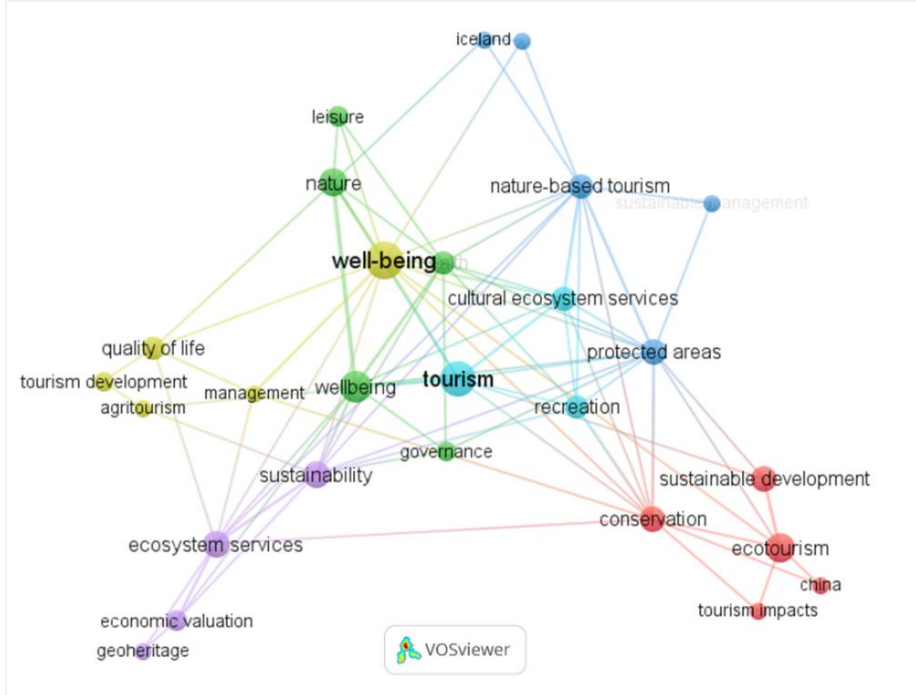 iceland
leisure
nature
nature-based tourism
sustainable management
well-being
cultural ecosystem services
quality of life
protected areas
tourism development
management
wellbeing
tourism
agritourism
recreation
governance
sustainability
sustainable development
conservation
ecosystem services
ecotourism
china
tourism impacts
economic valuation
geoheritage
VOSviewer